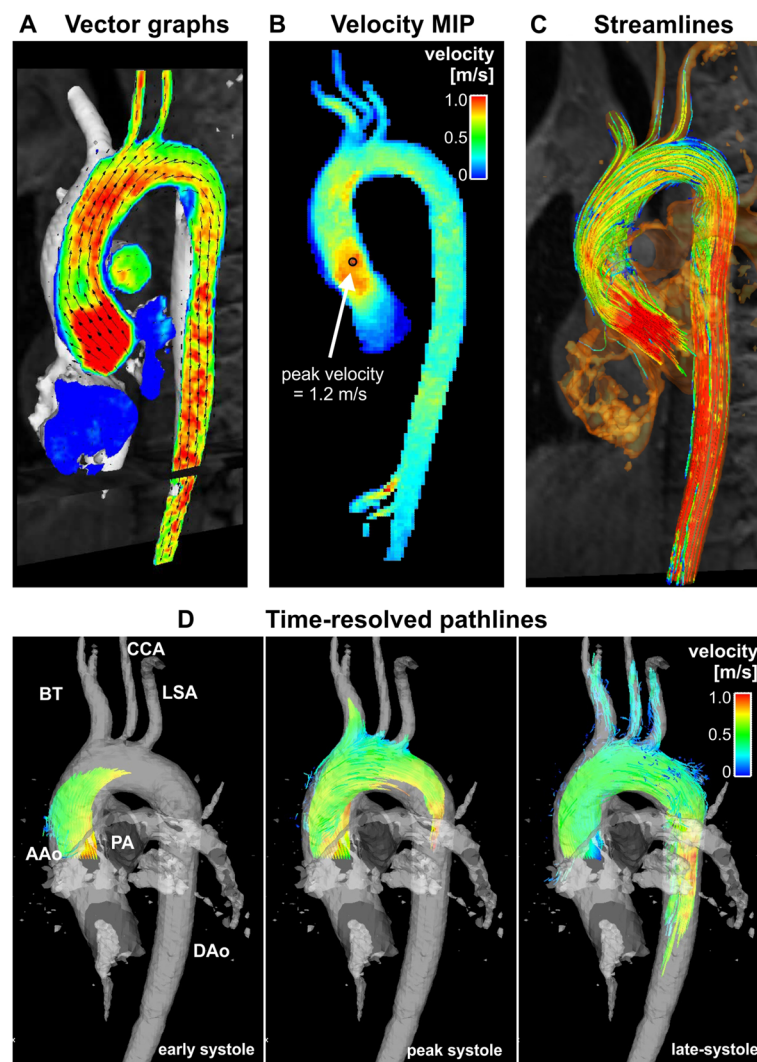 A Vector graphs
B Velocity MIP
C Streamlines
velocity
[m/s]
1.0
0.5
0
peak velocity
= 1.2 m/s
D Time-resolved pathlines
BT
CCA
LSA
AAo
PA
DAo
early systole
peak systole
velocity
[m/s]
1.0
0.5
0
late-systole